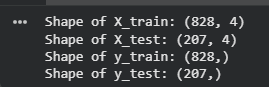 Shape of X_train: (828, 4)
Shape of X_test: (207, 4)
Shape of y_train: (828,)
Shape of y_test: (207,)